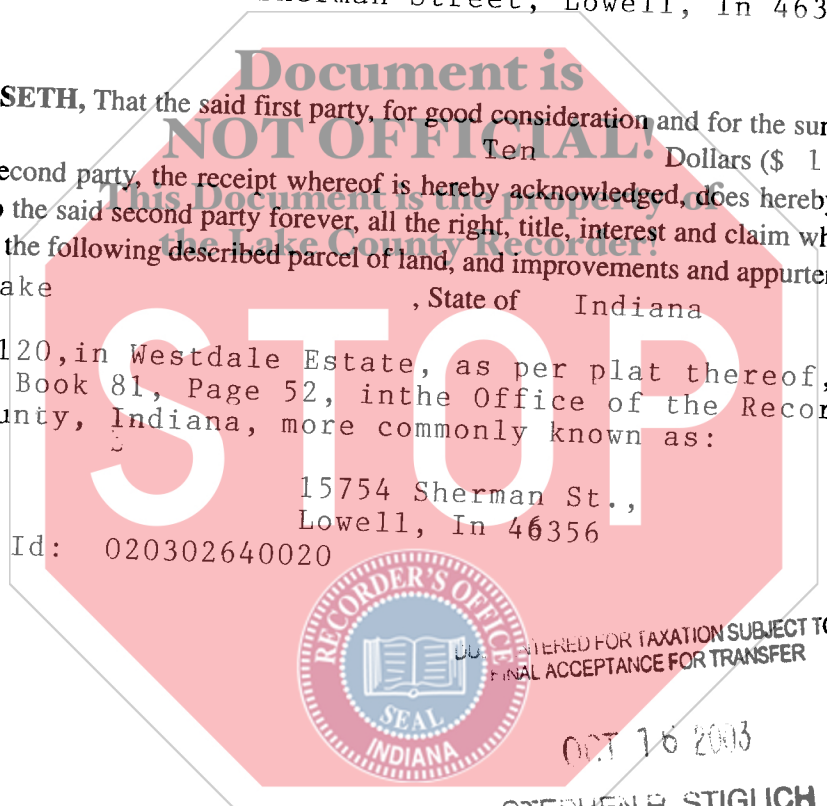 Sherman Street, Lowell, In 463
Document is
SETH, That the said first party, for good consideration and for the sum
NOT OFFICIAL!
Ten Dollars ($ 1
econd party, the receipt whereof is hereby acknowledged, does hereby
This Document is the property of
o the said second party forever, all the right, title, interest and claim wh
the Lake County Recorder!
the following described parcel of land, and improvements and appurte
ake , State of Indiana
STOP
120,in Westdale Estate, as per plat thereof,
Book 81, Page 52, inthe Office of the Recor
unty, Indiana, more commonly known as:
15754 Sherman St.,
Lowell, In 46356
Id: 020302640020
RECORDER'S OFFICE
SEAL
INDIANA
ENTERED FOR TAXATION SUBJECT TO
FINAL ACCEPTANCE FOR TRANSFER
OCT 16 2003
STEPHEN R. STIGLICH